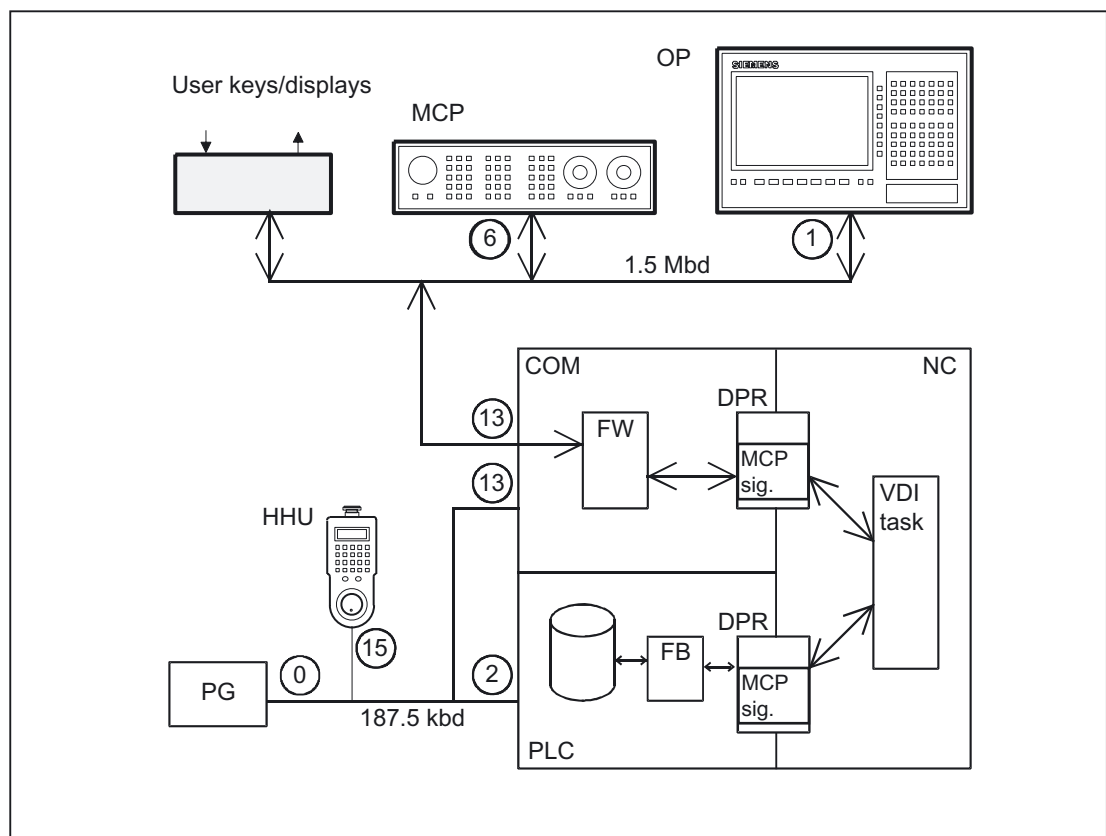 OP
SIEMENS
User keys/displays
MCP
6
1
1.5 Mbd
COM
NC
DPR
13
FW
MCP
sig.
13
VDI
task
HHU
DPR
15
FB
0
2
PG
MCP
sig.
187.5 kbd
PLC